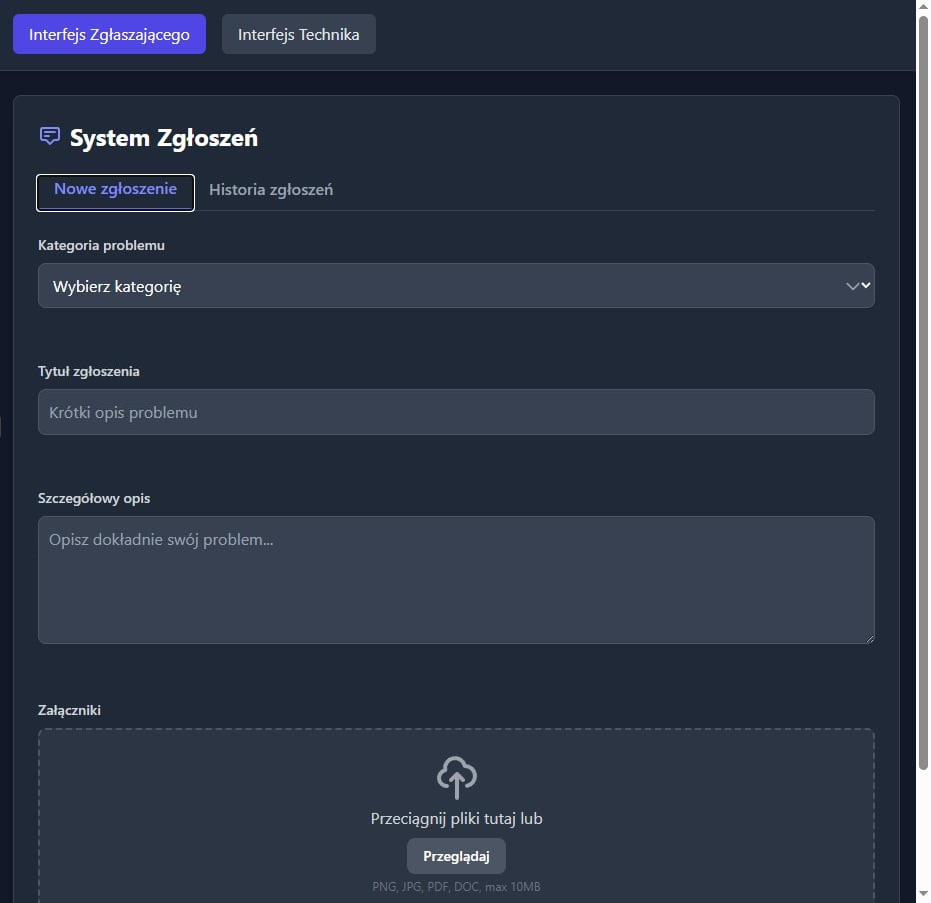 Interfejs Zgłaszającego
Interfejs Technika
System Zgłoszeń
Nowe zgłoszenie
Historia zgłoszeń
Kategoria problemu
Wybierz kategorię
Tytuł zgłoszenia
Krótki opis problemu
Szczegółowy opis
Opisz dokładnie swój problem...
Załączniki
Przeciągnij pliki tutaj lub
Przeglądaj
PNG, JPG, PDF, DOC, max 10MB